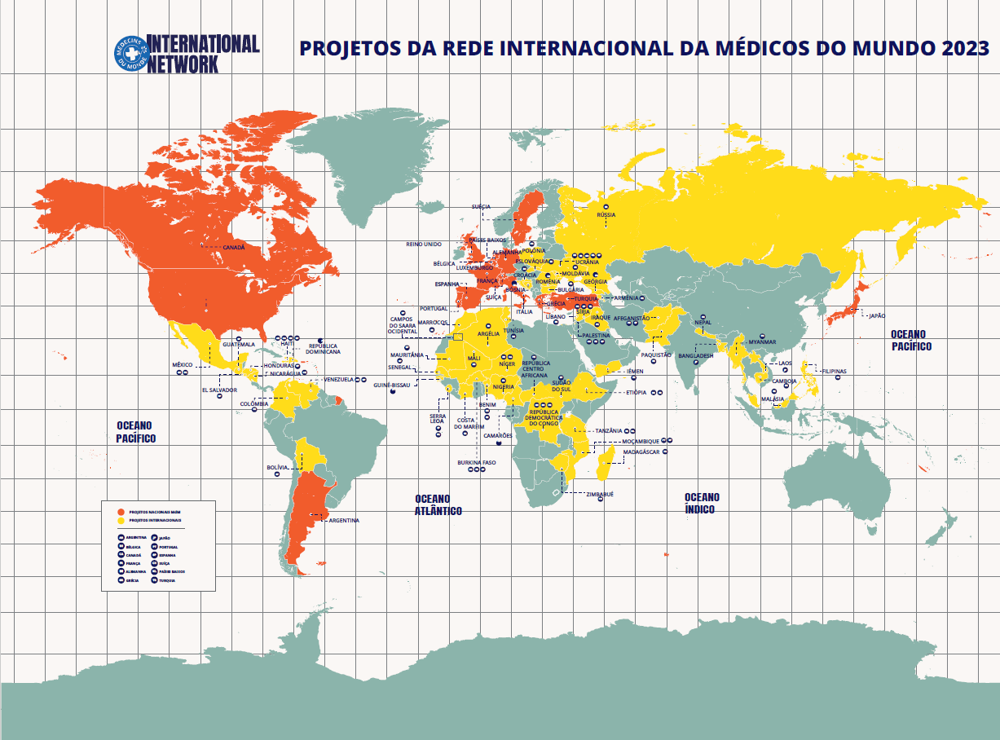 MÉDECINS DU MONDE
INTERNATIONAL
NETWORK
PROJETOS DA REDE INTERNACIONAL DA MÉDICOS DO MUNDO 2023
SUÉCIA
RÚSSIA
REINO UNIDO
PAÍSES BAIXOS
CANADÁ
ALEMANHA
POLÓNIA
BÉLGICA
LUXEMBURGO
ESLOVÁQUIA
UCRÂNIA
CROÁCIA
MOLDÁVIA
ESPANHA
FRANÇA
ROMÉNIA
GEÓRGIA
BÓSNIA
BULGÁRIA
SUÍÇA
GRÉCIA
TURQUIA
ARMÉNIA
PORTUGAL
ITÁLIA
SÍRIA
JAPÃO
CAMPOS
DO SAARA
OCIDENTAL
MARROCOS
LÍBANO
IRAQUE
AFEGANISTÃO
NEPAL
ARGÉLIA
TUNÍSIA
PALESTINA
OCEANO
PACÍFICO
GUATEMALA
HAITI
REPÚBLICA
DOMINICANA
MYANMAR
MAURITÂNIA
MALI
NÍGER
REPÚBLICA
CENTRO
AFRICANA
PAQUISTÃO
BANGLADESH
MÉXICO
HONDURAS
NICARÁGUA
SENEGAL
LAOS
IÉMEN
FILIPINAS
VENEZUELA
GUINÉ-BISSAU
NIGERIA
SUDÃO
DO SUL
CAMBOJA
EL SALVADOR
ETIÓPIA
MALÁSIA
COLÔMBIA
BENIM
SERRA
LEOA
COSTA
DO MARFIM
REPÚBLICA
DEMOCRÁTICA
DO CONGO
OCEANO
PACÍFICO
CAMARÕES
TANZÂNIA
MOÇAMBIQUE
MADAGÁSCAR
BOLÍVIA
BURKINA FASO
OCEANO
ATLÂNTICO
ZIMBABUÉ
OCEANO
ÍNDICO
ARGENTINA
PROJETOS NACIONAIS MdM
PROJETOS INTERNACIONAIS
ARGENTINA
JAPÃO
BÉLGICA
PORTUGAL
CANADÁ
ESPANHA
FRANÇA
SUÍÇA
ALEMANHA
PAÍSES BAIXOS
GRÉCIA
TURQUIA